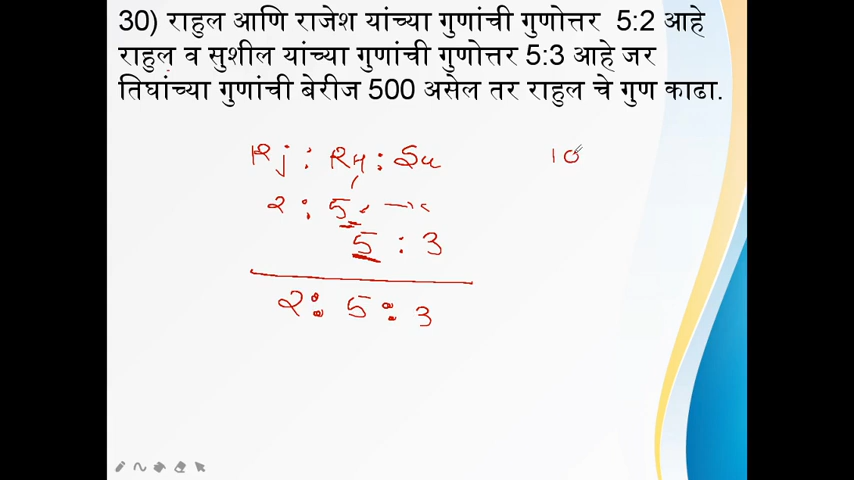 30) राहुल आणि राजेश यांच्या गुणांची गुणोत्तर 5:2 आहे
राहुल व सुशील यांच्या गुणांची गुणोत्तर 5:3 आहे जर
तिघांच्या गुणांची बेरीज 500 असेल तर राहुल चे गुण काढा.
Rj : RH : Su
10
2 : 5
5 : 3
2 : 5 : 3